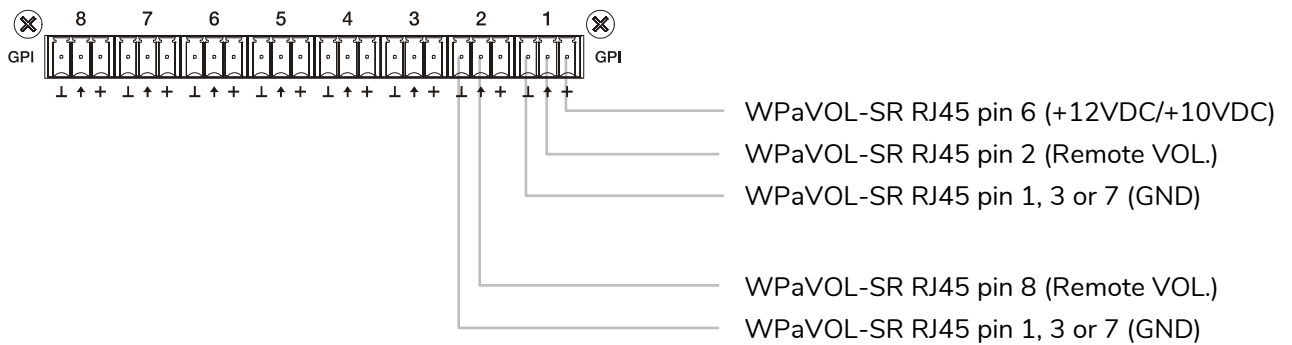 8 7 6 5 4 3 2 1
GPI GPI
⊥ ↑ + ⊥ ↑ + ⊥ ↑ + ⊥ ↑ + ⊥ ↑ + ⊥ ↑ + ⊥ ↑ + ⊥ ↑ +
WPaVOL-SR RJ45 pin 6 (+12VDC/+10VDC)
WPaVOL-SR RJ45 pin 2 (Remote VOL.)
WPaVOL-SR RJ45 pin 1, 3 or 7 (GND)
WPaVOL-SR RJ45 pin 8 (Remote VOL.)
WPaVOL-SR RJ45 pin 1, 3 or 7 (GND)